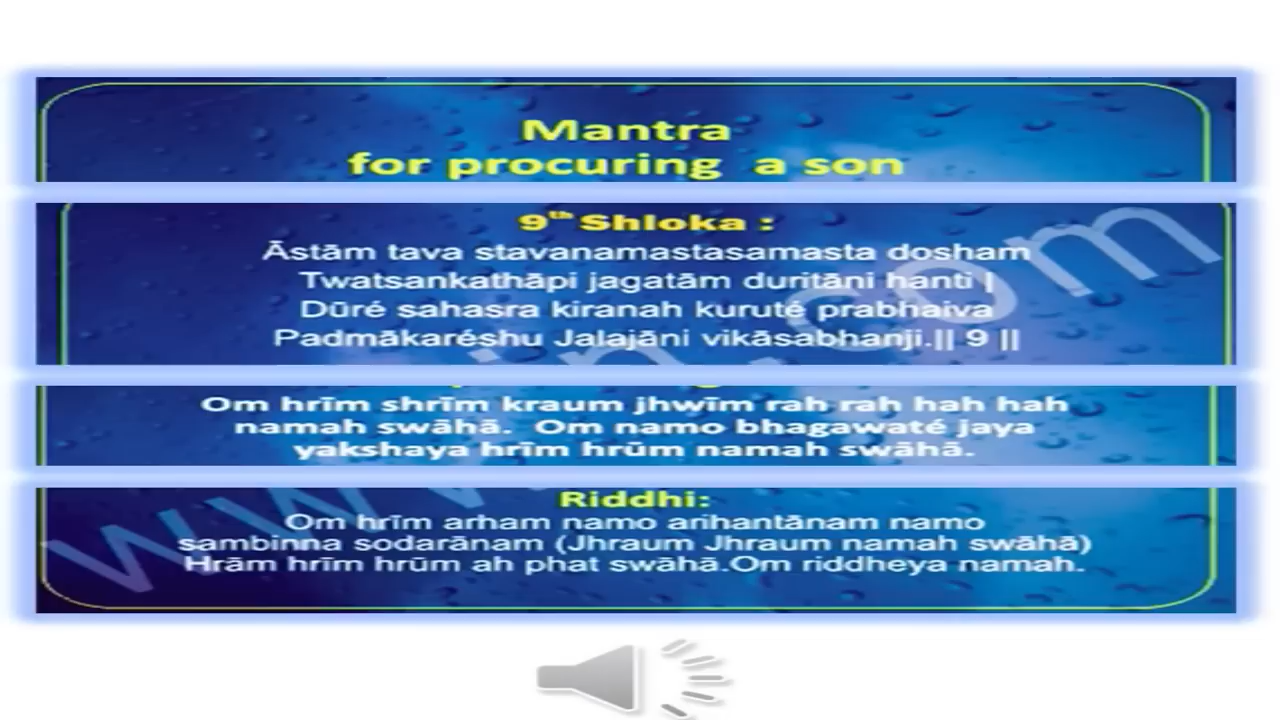 Mantra
for procuring a son
9th Shloka :
Āstām tava stavanamastasamasta dosham
Twatsankathāpi jagatām duritāni hanti |
Dūré sahasra kiranah kuruté prabhaiva
Padmākaréshu Jalajāni vikāsabhanji.|| 9 ||
Om hrīm shrīm kraum jhwīm rah rah hah hah
namah swāhā. Om namo bhagawaté jaya
yakshaya hrīm hrūm namah swāhā.
Riddhi:
Om hrīm arham namo arihantānam namo
sambinna sodarānam (Jhraum Jhraum namah swāhā)
Hrām hrīm hrūm ah phat swāhā.Om riddheya namah.